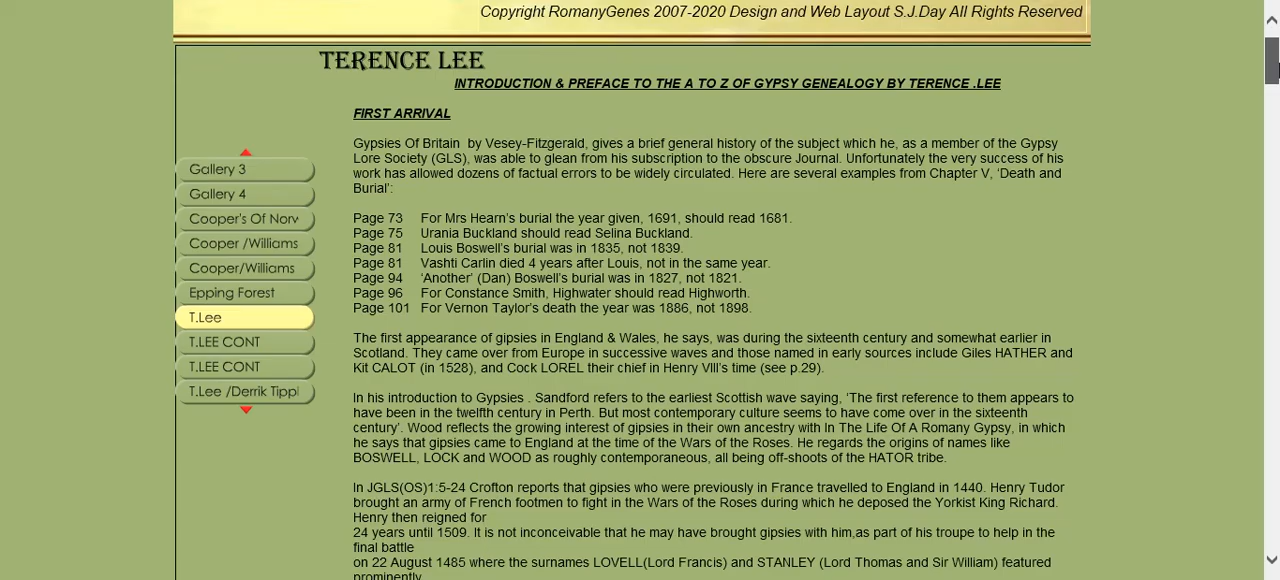 Copyright RomanyGenes 2007-2020 Design and Web Layout S.J.Day All Rights Reserved
TERENCE LEE
INTRODUCTION & PREFACE TO THE A TO Z OF GYPSY GENEALOGY BY TERENCE .LEE
FIRST ARRIVAL
Gypsies Of Britain  by Vesey-Fitzgerald, gives a brief general history of the subject which he, as a member of the Gypsy
Lore Society (GLS), was able to glean from his subscription to the obscure Journal. Unfortunately the very success of his
work has allowed dozens of factual errors to be widely circulated. Here are several examples from Chapter V, ‘Death and
Burial’:
Page 73 For Mrs Hearn’s burial the year given, 1691, should read 1681.
Page 75 Urania Buckland should read Selina Buckland.
Page 81 Louis Boswell’s burial was in 1835, not 1839.
Page 81 Vashti Carlin died 4 years after Louis, not in the same year.
Page 94 ‘Another’ (Dan) Boswell’s burial was in 1827, not 1821.
Page 96 For Constance Smith, Highwater should read Highworth.
Page 101 For Vernon Taylor’s death the year was 1886, not 1898.
The first appearance of gipsies in England & Wales, he says, was during the sixteenth century and somewhat earlier in
Scotland. They came over from Europe in successive waves and those named in early sources include Giles HATHER and
Kit CALOT (in 1528), and Cock LOREL their chief in Henry VIII’s time (see p.29).
In his introduction to Gypsies . Sandford refers to the earliest Scottish wave saying, ‘The first reference to them appears to
have been in the twelfth century in Perth. But most contemporary culture seems to have come over in the sixteenth
century’. Wood reflects the growing interest of gipsies in their own ancestry with In The Life Of A Romany Gypsy, in which
he says that gipsies came to England at the time of the Wars of the Roses. He regards the origins of names like
BOSWELL, LOCK and WOOD as roughly contemporaneous, all being off-shoots of the HATOR tribe.
In JGLS(OS)1:5-24 Crofton reports that gipsies who were previously in France travelled to England in 1440. Henry Tudor
brought an army of French footmen to fight in the Wars of the Roses during which he deposed the Yorkist King Richard.
Henry then reigned for
24 years until 1509. It is not inconceivable that he may have brought gipsies with him,as part of his troupe to help in the
final battle
on 22 August 1485 where the surnames LOVELL(Lord Francis) and STANLEY (Lord Thomas and Sir William) featured
prominently
Gallery 3
Gallery 4
Cooper's Of Norw
Cooper /Williams
Cooper/Williams
Epping Forest
T.Lee
T.LEE CONT
T.LEE CONT
T.Lee /Derrik Tippi